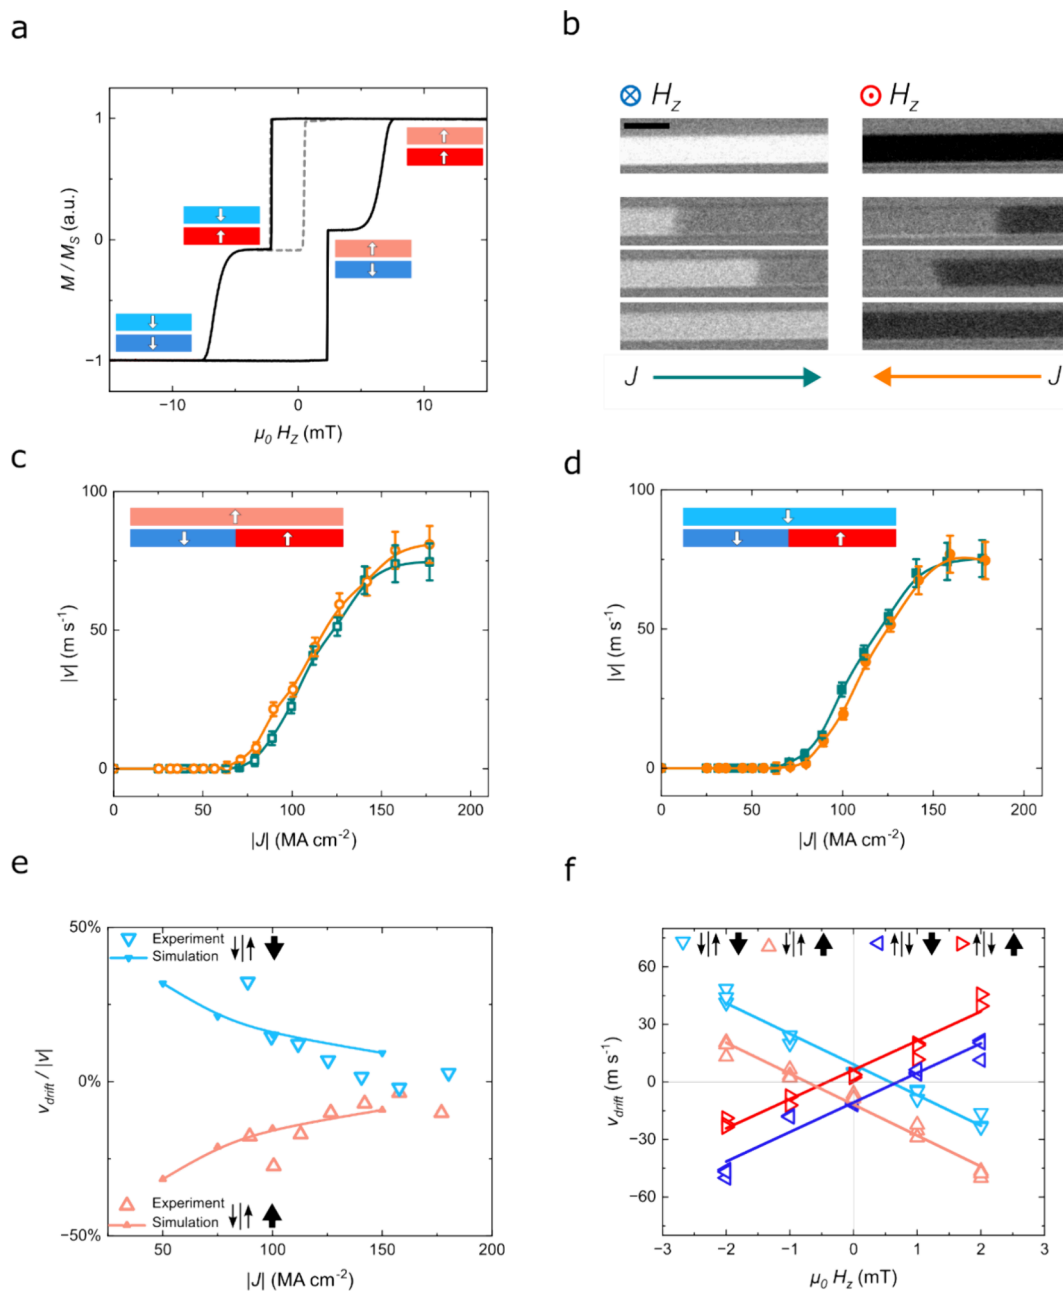 a
b
1
0
−1
M / M_S (a.u.)
−10
0
10
μ₀ H_Z (mT)
H_Z
H_Z
J
J
c
d
100
50
0
|v| (m s⁻¹)
0
50
100
150
200
|J| (MA cm⁻²)
100
50
0
|v| (m s⁻¹)
0
50
100
150
200
|J| (MA cm⁻²)
e
f
50%
0%
−50%
v_drift / |v|
Experiment
Simulation
Experiment
Simulation
50
100
150
200
|J| (MA cm⁻²)
60
30
0
−30
−60
v_drift (m s⁻¹)
−3
−2
−1
0
1
2
3
μ₀ H_z (mT)